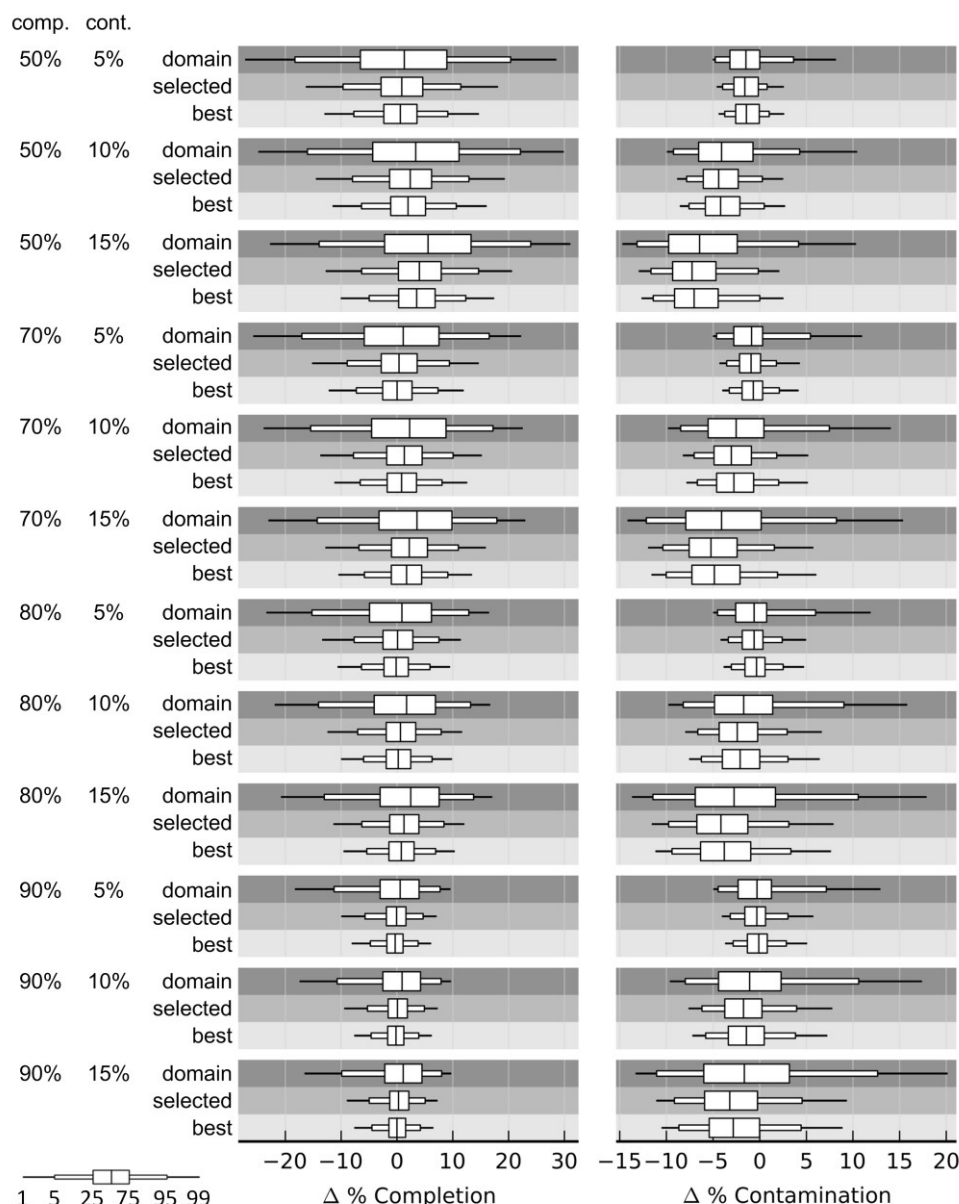 comp. cont.
50% 5% domain
selected
best
50% 10% domain
selected
best
50% 15% domain
selected
best
70% 5% domain
selected
best
70% 10% domain
selected
best
70% 15% domain
selected
best
80% 5% domain
selected
best
80% 10% domain
selected
best
80% 15% domain
selected
best
90% 5% domain
selected
best
90% 10% domain
selected
best
90% 15% domain
selected
best
−20 −10 0 10 20 30 −15 −10 −5 0 5 10 15 20
1 5 25 75 95 99 Δ % Completion Δ % Contamination